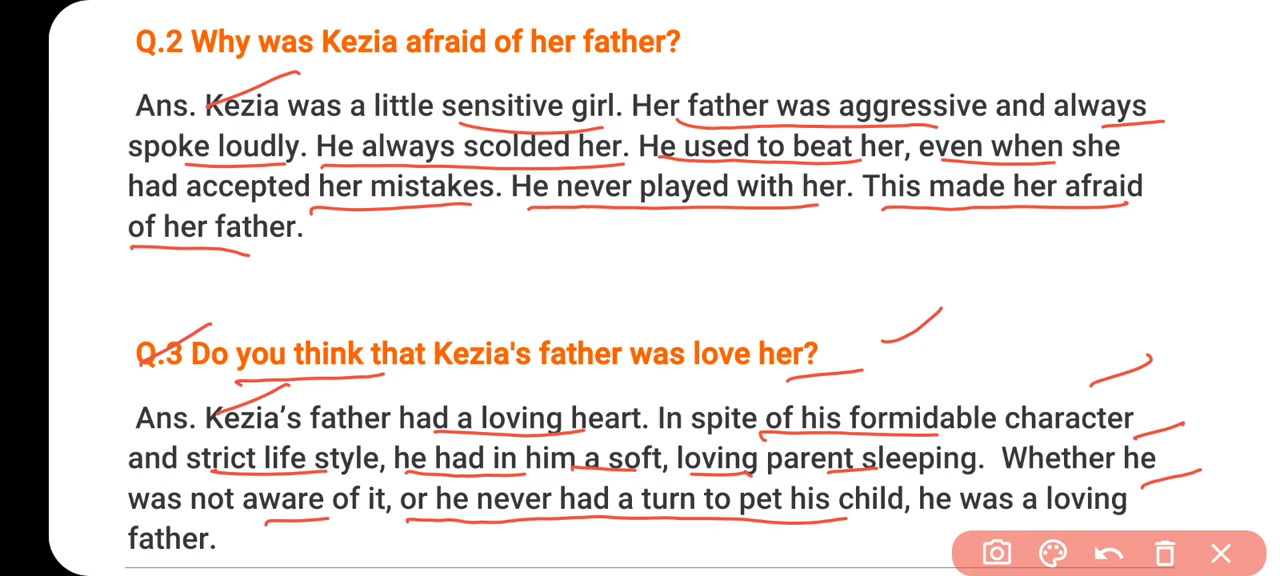 Q.2 Why was Kezia afraid of her father?
Ans. Kezia was a little sensitive girl. Her father was aggressive and always
spoke loudly. He always scolded her. He used to beat her, even when she
had accepted her mistakes. He never played with her. This made her afraid
of her father.
Q.3 Do you think that Kezia's father was love her?
Ans. Kezia’s father had a loving heart. In spite of his formidable character
and strict life style, he had in him a soft, loving parent sleeping. Whether he
was not aware of it, or he never had a turn to pet his child, he was a loving
father.